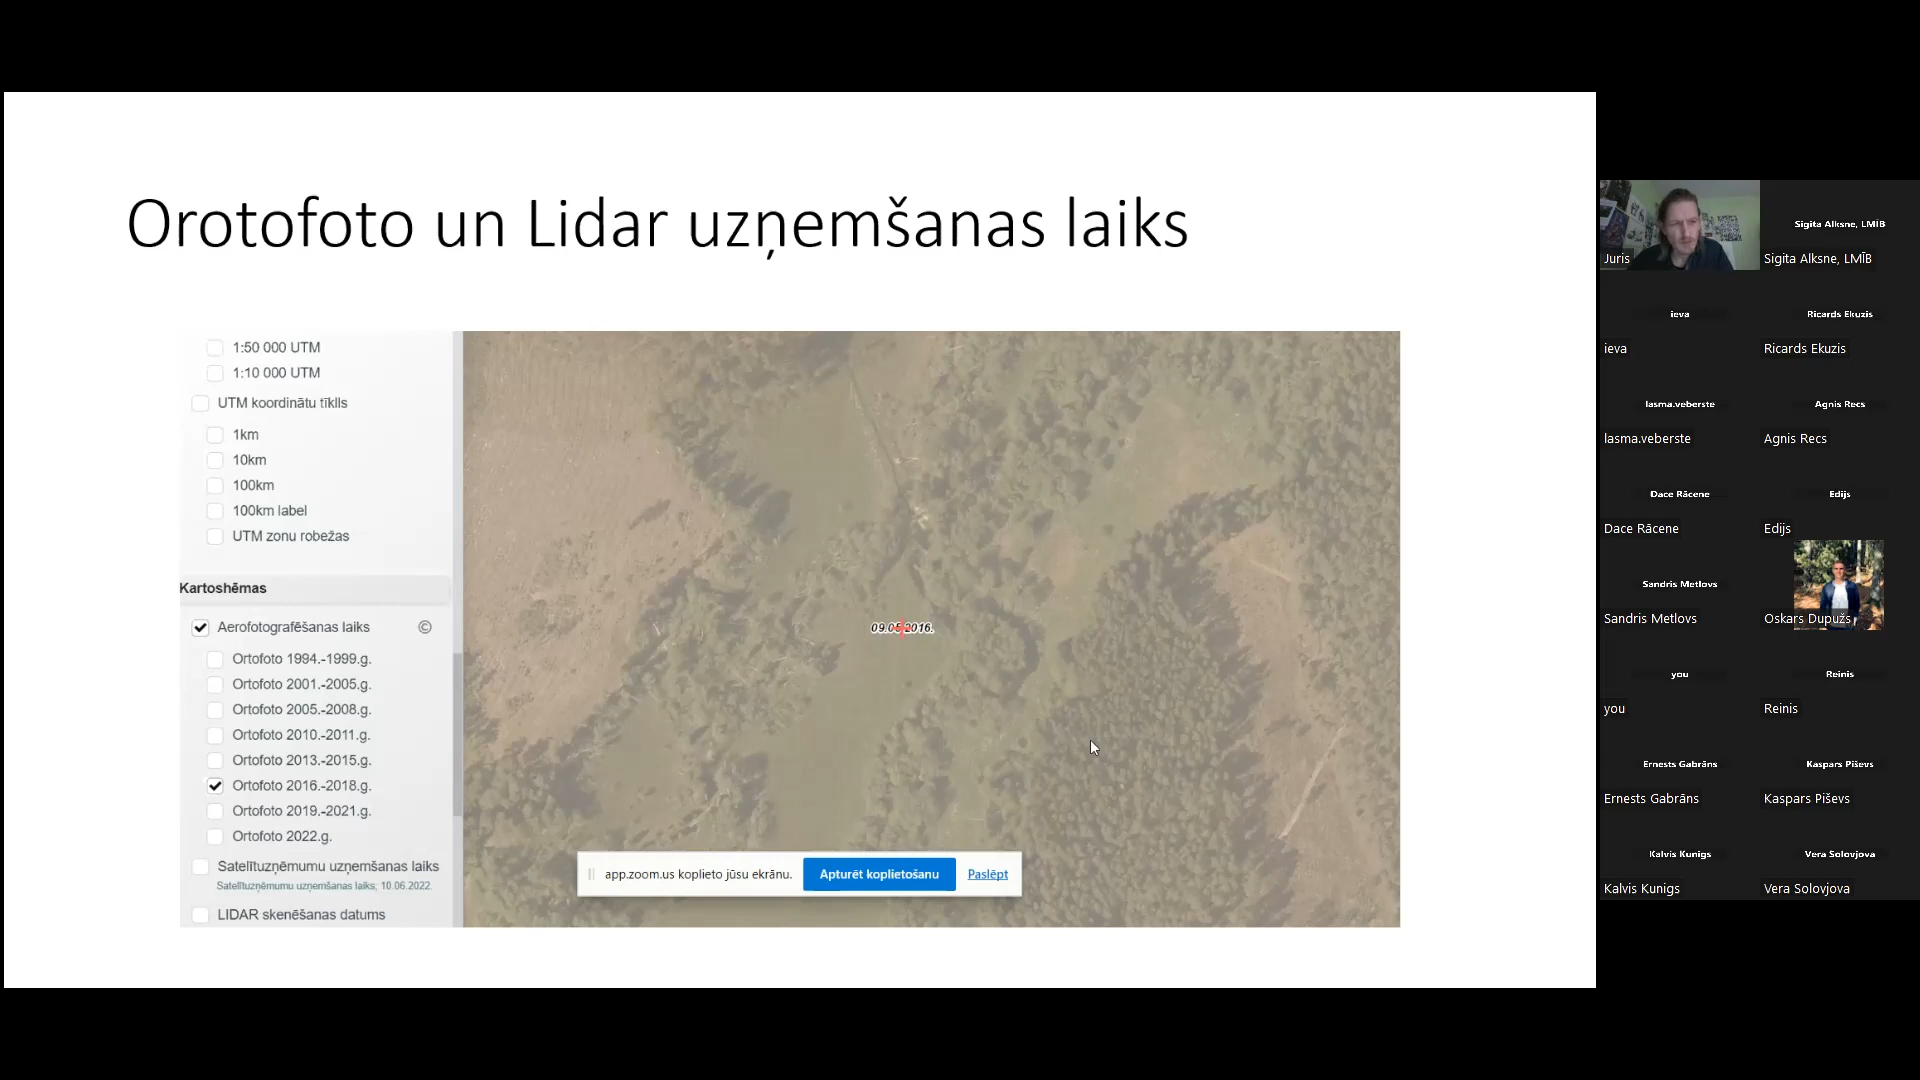 Orotofoto un Lidar uzņemšanas laiks
1:50 000 UTM
1:10 000 UTM
UTM koordinātu tīklls
1km
10km
100km
100km label
UTM zonu robežas
Kartoshēmas
Aerofotografēšanas laiks ©
Ortofoto 1994.-1999.g.
Ortofoto 2001.-2005.g.
Ortofoto 2005.-2008.g.
Ortofoto 2010.-2011.g.
Ortofoto 2013.-2015.g.
Ortofoto 2016.-2018.g.
Ortofoto 2019.-2021.g.
Ortofoto 2022.g.
Satelītuzņēmumu uzņemšanas laiks
Satelītuzņēmumu uzņemšanas laiks; 10.06.2022.
LIDAR skenēšanas datums
app.zoom.us koplieto jūsu ekrānu. Apturēt koplietošanu Paslēpt
Juris
Sigita Alksne, LMĪB
Sigita Alksne, LMĪB
ieva
ieva
Ricards Ekuzis
Ricards Ekuzis
lasma.veberste
lasma.veberste
Agnis Recs
Agnis Recs
Dace Rācene
Dace Rācene
Edijs
Edijs
Sandris Metlovs
Sandris Metlovs
Oskars Dupužs
you
you
Reinis
Reinis
Ernests Gabrāns
Ernests Gabrāns
Kaspars Piševs
Kaspars Piševs
Kalvis Kunigs
Kalvis Kunigs
Vera Solovjova
Vera Solovjova